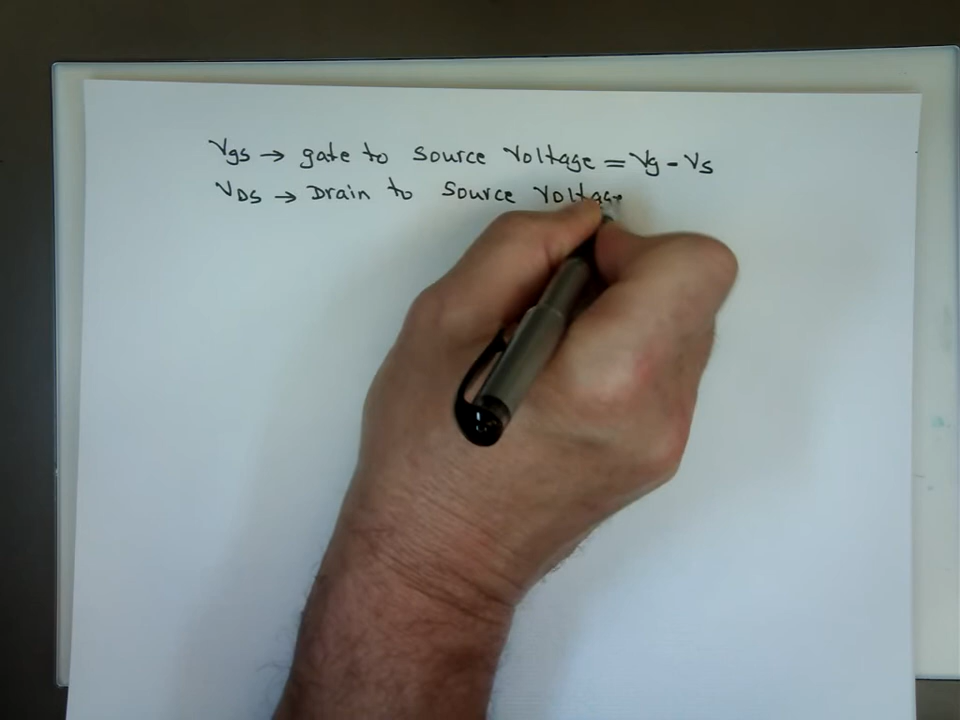 Vgs → gate to source voltage = Vg - Vs
VDS → Drain to source voltage